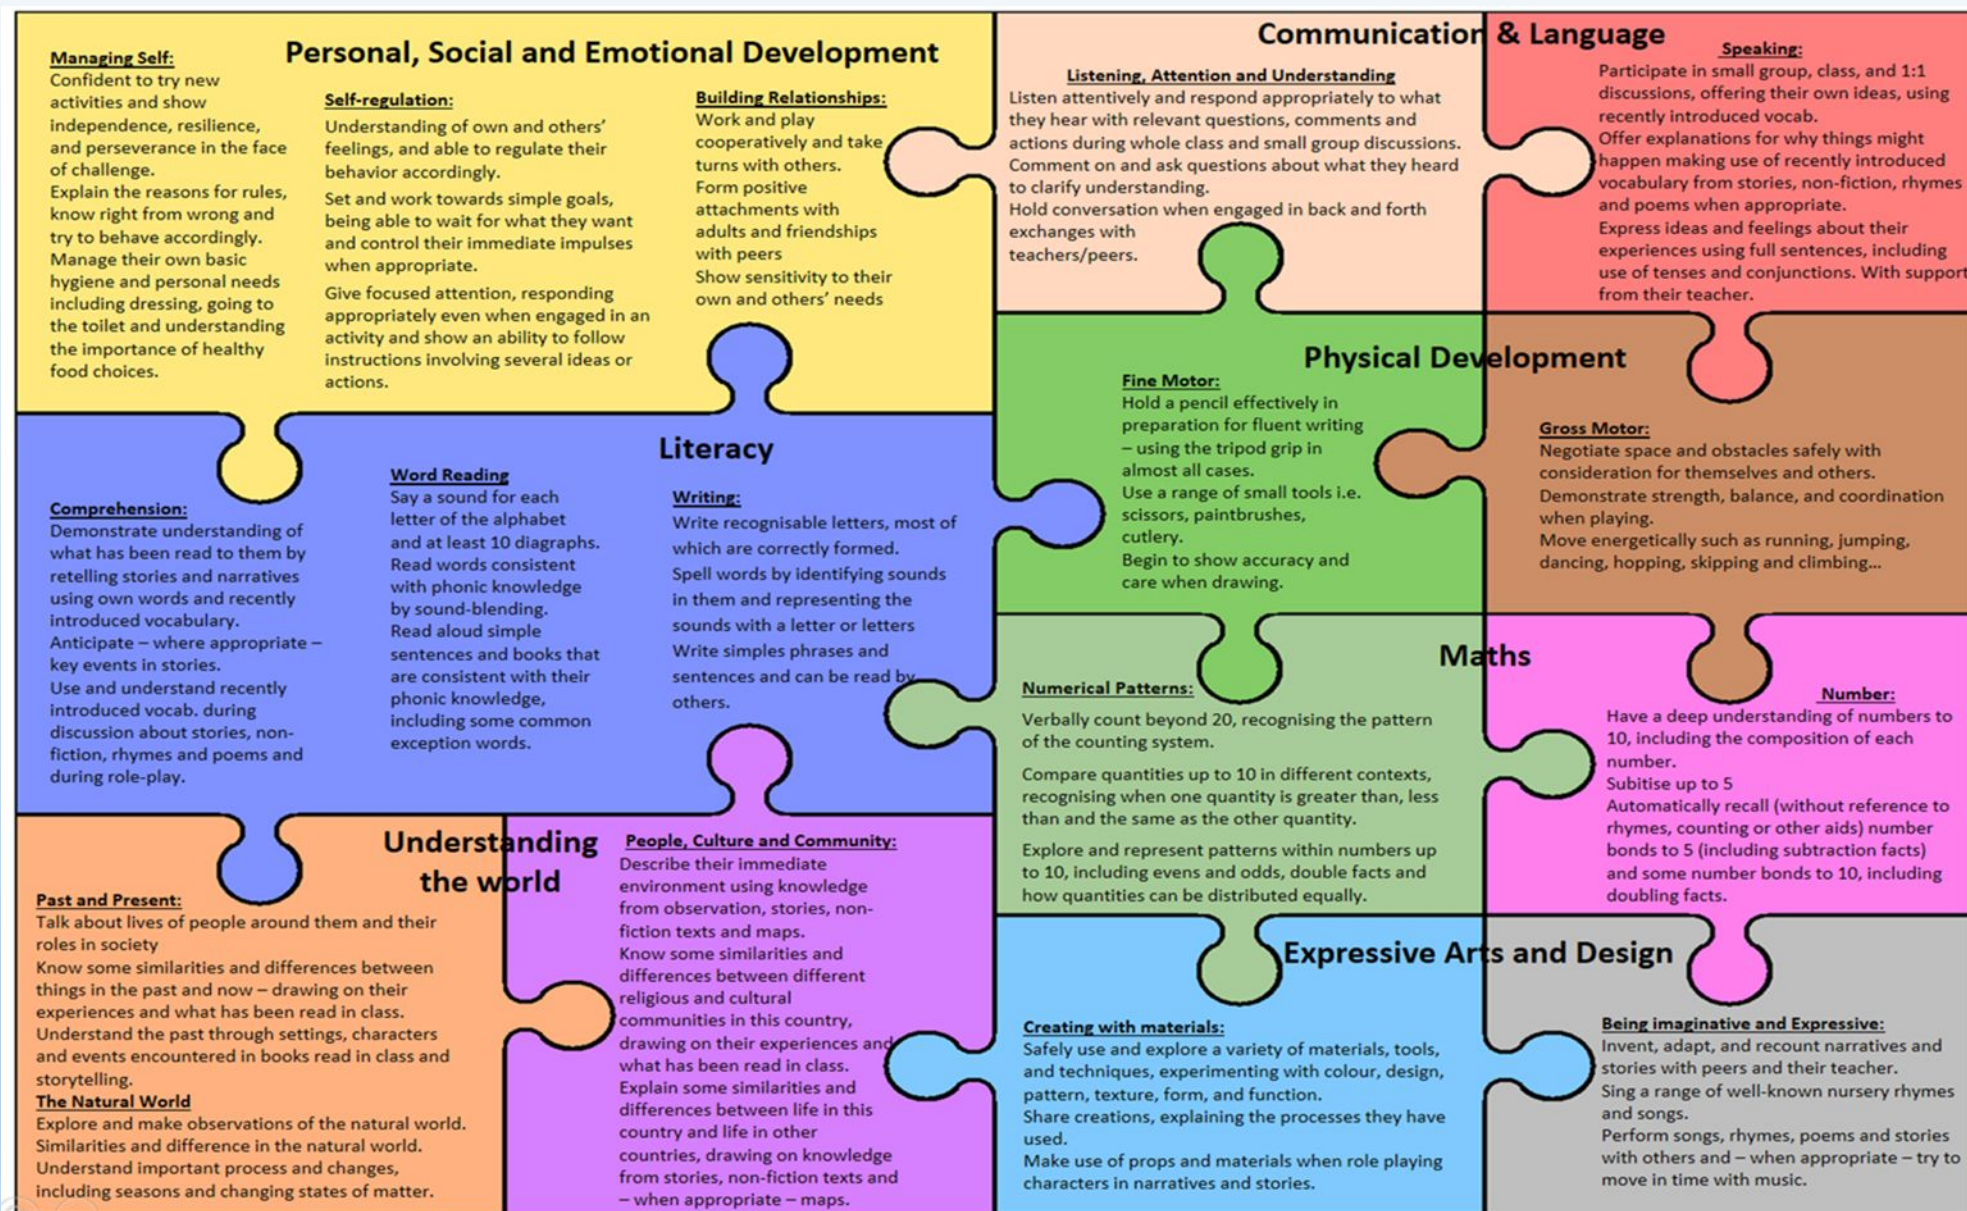 Personal, Social and Emotional Development
Managing Self:
Confident to try new
activities and show
independence, resilience,
and perseverance in the face
of challenge.
Explain the reasons for rules,
know right from wrong and
try to behave accordingly.
Manage their own basic
hygiene and personal needs
including dressing, going to
the toilet and understanding
the importance of healthy
food choices.
Self-regulation:
Understanding of own and others'
feelings, and able to regulate their
behavior accordingly.
Set and work towards simple goals,
being able to wait for what they want
and control their immediate impulses
when appropriate.
Give focused attention, responding
appropriately even when engaged in an
activity and show an ability to follow
instructions involving several ideas or
actions.
Building Relationships:
Work and play
cooperatively and take
turns with others.
Form positive
attachments with
adults and friendships
with peers
Show sensitivity to their
own and others' needs
Communication & Language
Listening, Attention and Understanding
Listen attentively and respond appropriately to what
they hear with relevant questions, comments and
actions during whole class and small group discussions.
Comment on and ask questions about what they heard
to clarify understanding.
Hold conversation when engaged in back and forth
exchanges with
teachers/peers.
Speaking:
Participate in small group, class, and 1:1
discussions, offering their own ideas, using
recently introduced vocab.
Offer explanations for why things might
happen making use of recently introduced
vocabulary from stories, non-fiction, rhymes
and poems when appropriate.
Express ideas and feelings about their
experiences using full sentences, including
use of tenses and conjunctions. With support
from their teacher.
Physical Development
Fine Motor:
Hold a pencil effectively in
preparation for fluent writing
– using the tripod grip in
almost all cases.
Use a range of small tools i.e.
scissors, paintbrushes,
cutlery.
Begin to show accuracy and
care when drawing.
Gross Motor:
Negotiate space and obstacles safely with
consideration for themselves and others.
Demonstrate strength, balance, and coordination
when playing.
Move energetically such as running, jumping,
dancing, hopping, skipping and climbing…
Literacy
Comprehension:
Demonstrate understanding of
what has been read to them by
retelling stories and narratives
using own words and recently
introduced vocabulary.
Anticipate – where appropriate –
key events in stories.
Use and understand recently
introduced vocab. during
discussion about stories, non-
fiction, rhymes and poems and
during role-play.
Word Reading
Say a sound for each
letter of the alphabet
and at least 10 diagraphs.
Read words consistent
with phonic knowledge
by sound-blending.
Read aloud simple
sentences and books that
are consistent with their
phonic knowledge,
including some common
exception words.
Writing:
Write recognisable letters, most of
which are correctly formed.
Spell words by identifying sounds
in them and representing the
sounds with a letter or letters
Write simples phrases and
sentences and can be read by
others.
Maths
Numerical Patterns:
Verbally count beyond 20, recognising the pattern
of the counting system.
Compare quantities up to 10 in different contexts,
recognising when one quantity is greater than, less
than and the same as the other quantity.
Explore and represent patterns within numbers up
to 10, including evens and odds, double facts and
how quantities can be distributed equally.
Number:
Have a deep understanding of numbers to
10, including the composition of each
number.
Subitise up to 5
Automatically recall (without reference to
rhymes, counting or other aids) number
bonds to 5 (including subtraction facts)
and some number bonds to 10, including
doubling facts.
Understanding
the world
Past and Present:
Talk about lives of people around them and their
roles in society
Know some similarities and differences between
things in the past and now – drawing on their
experiences and what has been read in class.
Understand the past through settings, characters
and events encountered in books read in class and
storytelling.
The Natural World
Explore and make observations of the natural world.
Similarities and difference in the natural world.
Understand important process and changes,
including seasons and changing states of matter.
People, Culture and Community:
Describe their immediate
environment using knowledge
from observation, stories, non-
fiction texts and maps.
Know some similarities and
differences between different
religious and cultural
communities in this country,
drawing on their experiences and
what has been read in class.
Explain some similarities and
differences between life in this
country and life in other
countries, drawing on knowledge
from stories, non-fiction texts and
– when appropriate – maps.
Expressive Arts and Design
Creating with materials:
Safely use and explore a variety of materials, tools,
and techniques, experimenting with colour, design,
pattern, texture, form, and function.
Share creations, explaining the processes they have
used.
Make use of props and materials when role playing
characters in narratives and stories.
Being imaginative and Expressive:
Invent, adapt, and recount narratives and
stories with peers and their teacher.
Sing a range of well-known nursery rhymes
and songs.
Perform songs, rhymes, poems and stories
with others and – when appropriate – try to
move in time with music.